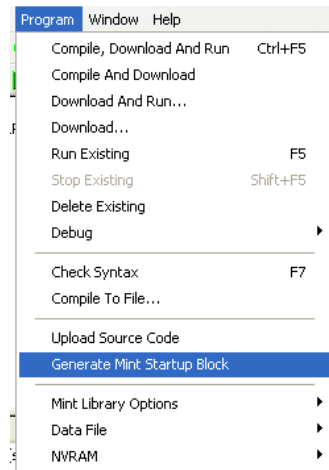 Program Window Help
Compile, Download And Run Ctrl+F5
Compile And Download
Download And Run...
Download...
Run Existing F5
Stop Existing Shift+F5
Delete Existing
Debug
Check Syntax F7
Compile To File...
Upload Source Code
Generate Mint Startup Block
Mint Library Options
Data File
NVRAM